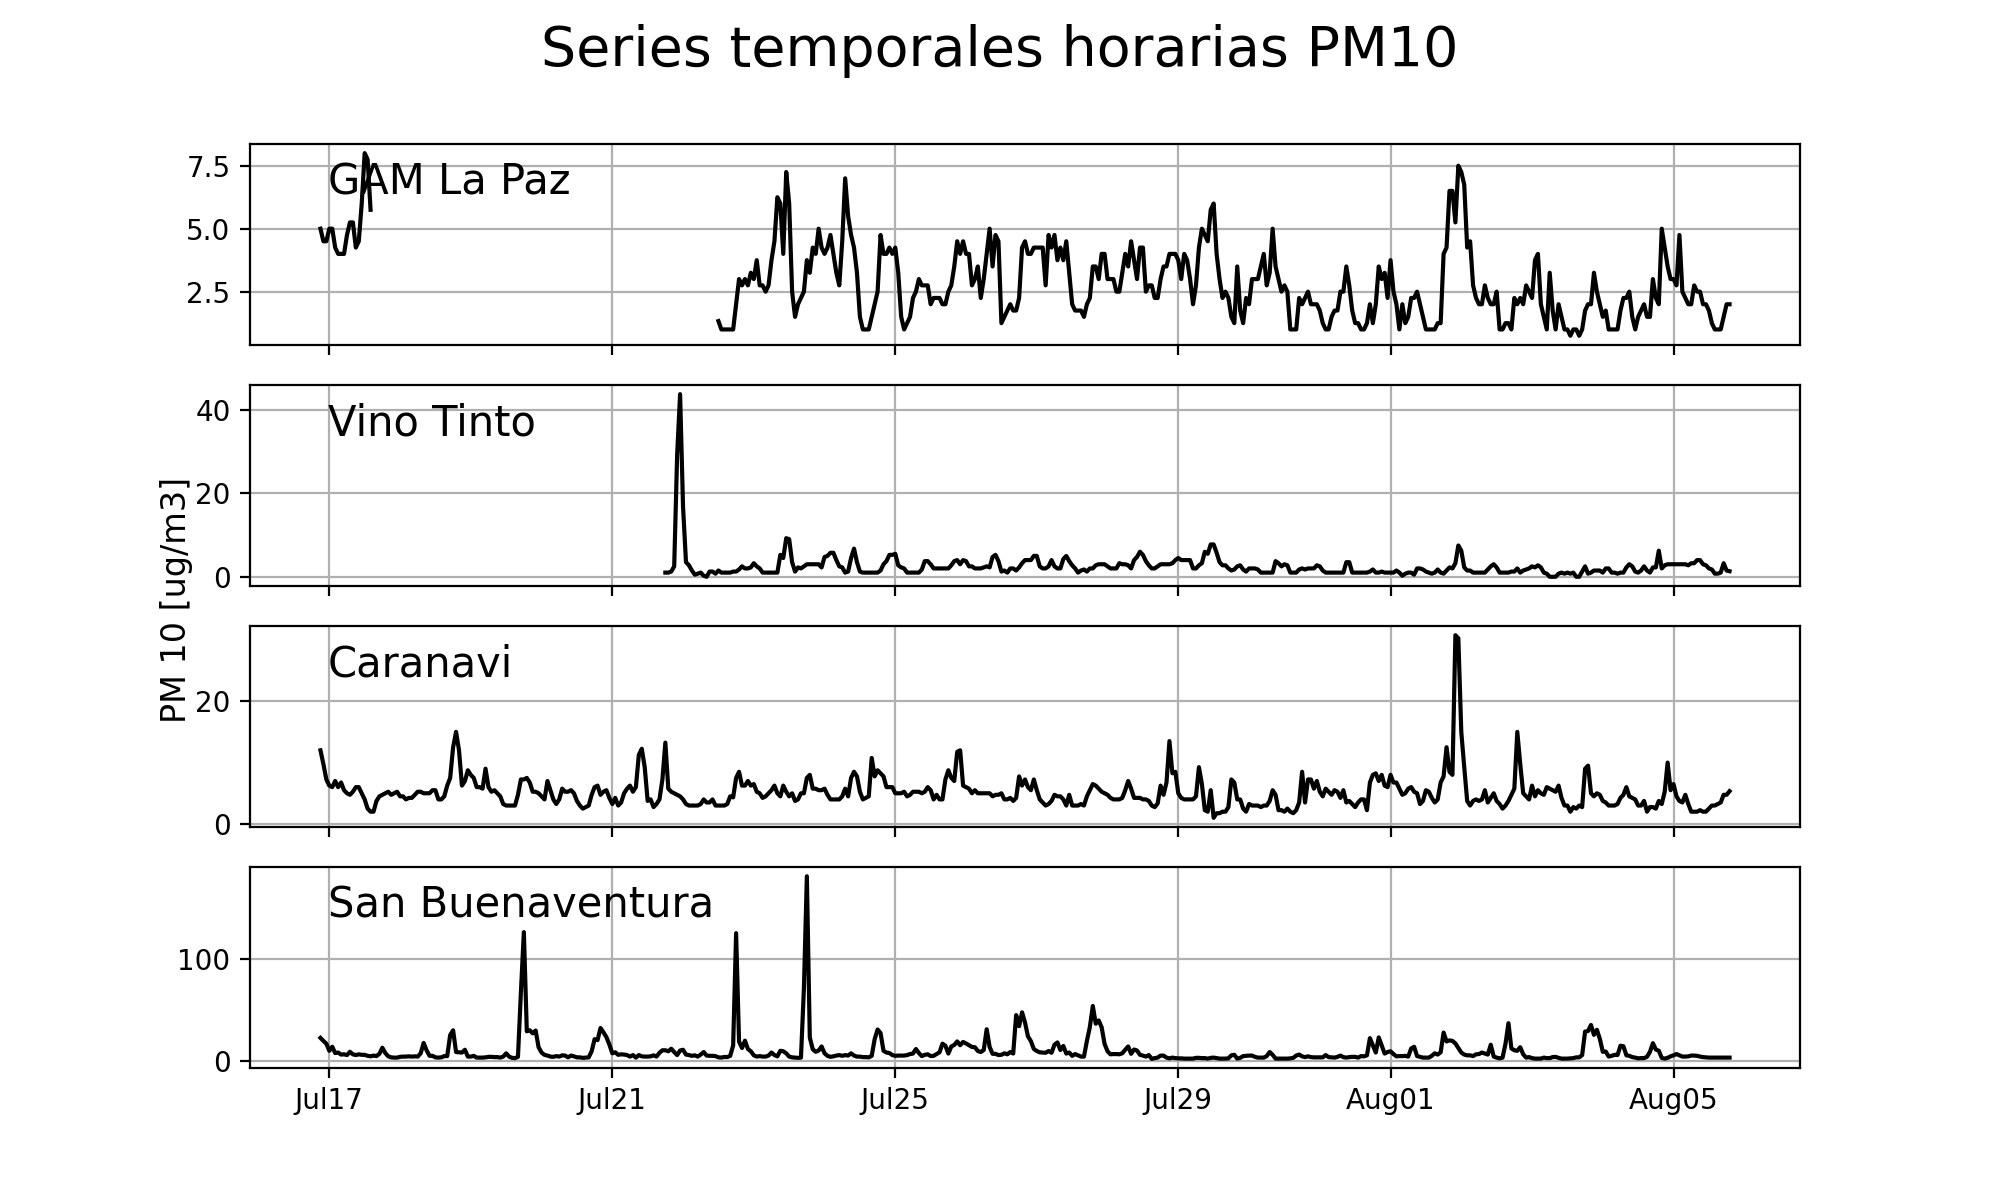 Series temporales horarias PM10
7.5
5.0
2.5
GAM La Paz
40
20
0
Vino Tinto
PM 10 [ug/m3]
20
0
Caranavi
100
0
San Buenaventura
Jul17 Jul21 Jul25 Jul29 Aug01 Aug05